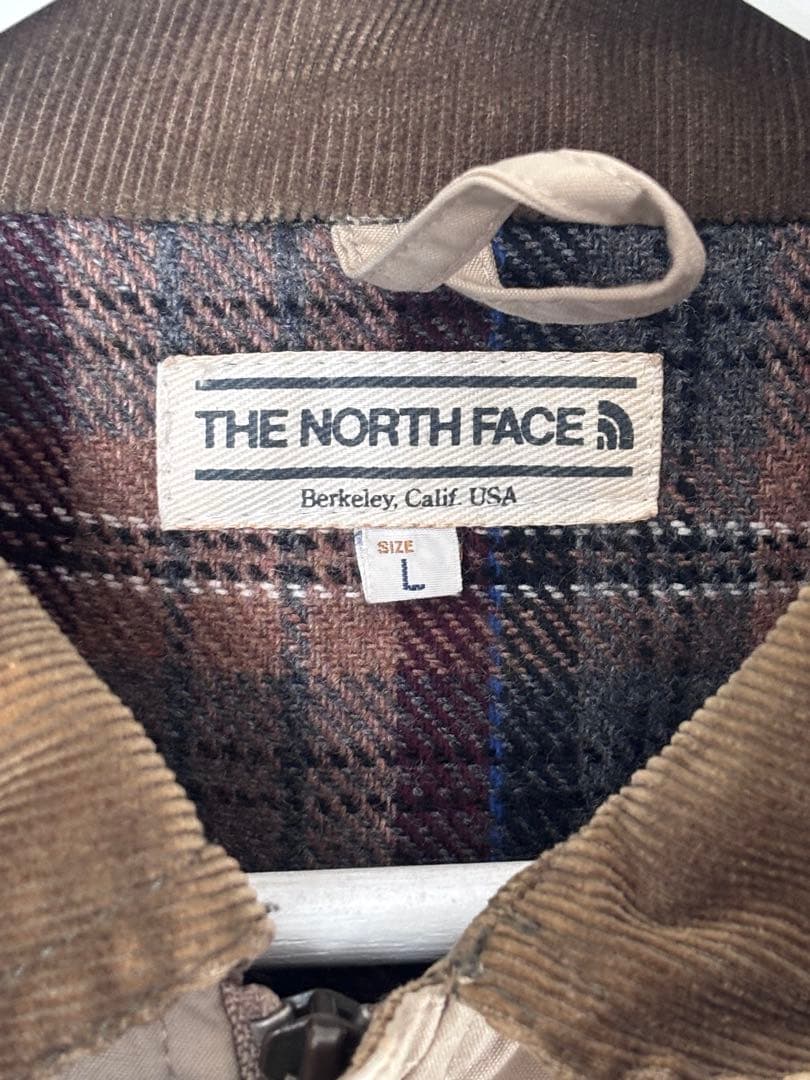 THE NORTH FACE
Berkeley, Calif. USA
SIZE
L